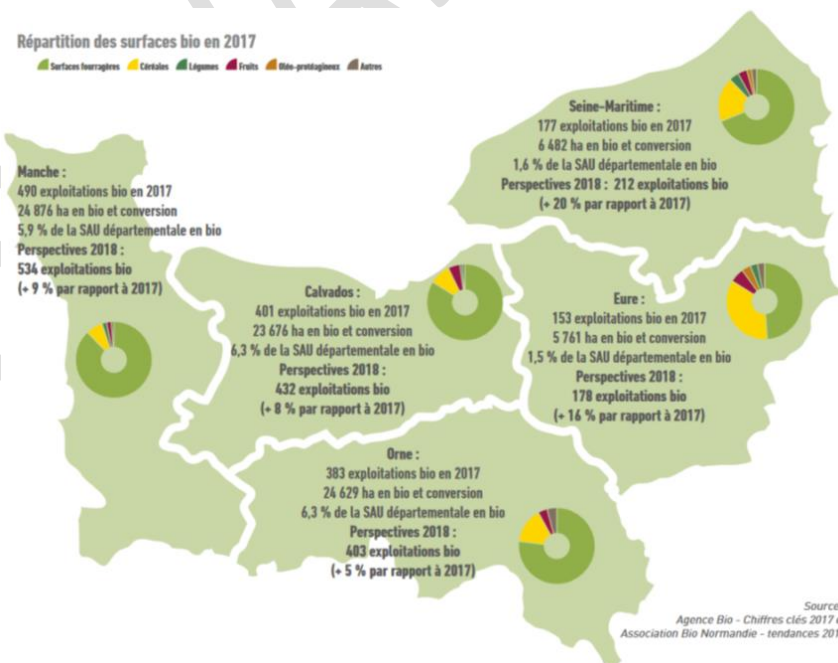 Répartition des surfaces bio en 2017
Surfaces fourragères Céréales Légumes Fruits Oléo-protéagineux Autres
Seine-Maritime :
177 exploitations bio en 2017
6 482 ha en bio et conversion
1,6 % de la SAU départementale en bio
Perspectives 2018 : 212 exploitations bio
(+ 20 % par rapport à 2017)
Manche :
490 exploitations bio en 2017
24 876 ha en bio et conversion
5,9 % de la SAU départementale en bio
Perspectives 2018 :
534 exploitations bio
(+ 9 % par rapport à 2017)
Calvados :
401 exploitations bio en 2017
23 676 ha en bio et conversion
6,3 % de la SAU départementale en bio
Perspectives 2018 :
432 exploitations bio
(+ 8 % par rapport à 2017)
Eure :
153 exploitations bio en 2017
5 761 ha en bio et conversion
1,5 % de la SAU départementale en bio
Perspectives 2018 :
178 exploitations bio
(+ 16 % par rapport à 2017)
Orne :
383 exploitations bio en 2017
24 629 ha en bio et conversion
6,3 % de la SAU départementale en bio
Perspectives 2018 :
403 exploitations bio
(+ 5 % par rapport à 2017)
Source
Agence Bio - Chiffres clés 2017
Association Bio Normandie - tendances 201